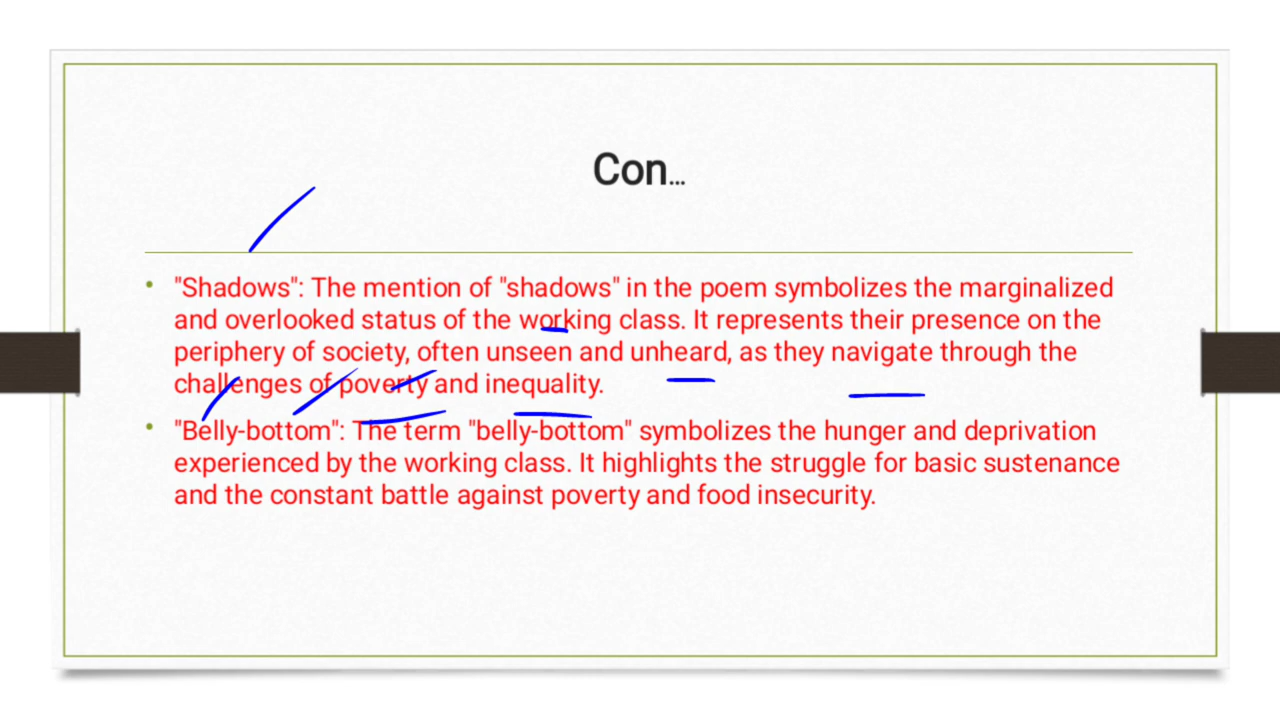 Con...
• "Shadows": The mention of "shadows" in the poem symbolizes the marginalized
and overlooked status of the working class. It represents their presence on the
periphery of society, often unseen and unheard, as they navigate through the
challenges of poverty and inequality.
• "Belly-bottom": The term "belly-bottom" symbolizes the hunger and deprivation
experienced by the working class. It highlights the struggle for basic sustenance
and the constant battle against poverty and food insecurity.